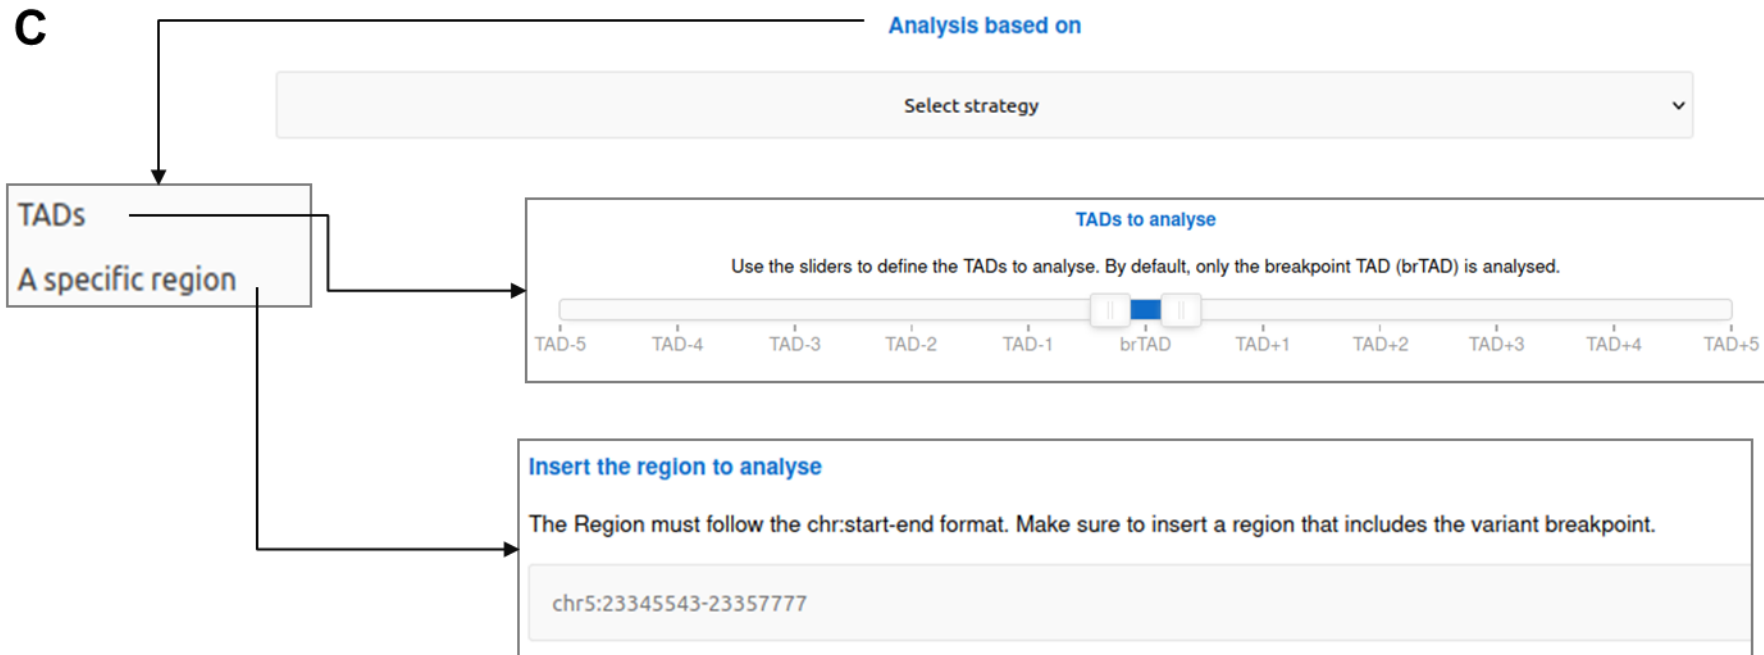 C
Analysis based on
Select strategy
TADs
A specific region
TADs to analyse
Use the sliders to define the TADs to analyse. By default, only the breakpoint TAD (brTAD) is analysed.
TAD-5 TAD-4 TAD-3 TAD-2 TAD-1 brTAD TAD+1 TAD+2 TAD+3 TAD+4 TAD+5
Insert the region to analyse
The Region must follow the chr:start-end format. Make sure to insert a region that includes the variant breakpoint.
chr5:23345543-23357777